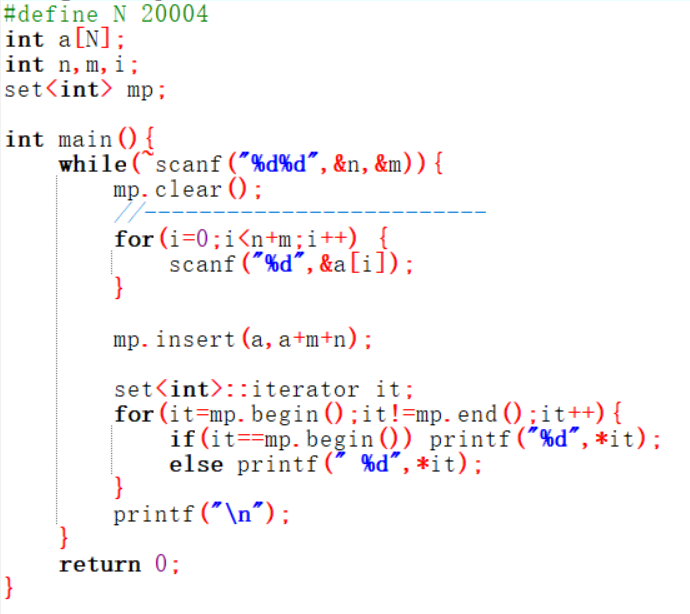 #define N 20004
int a[N];
int n,m,i;
set<int> mp;
int main(){
    while(~scanf("%d%d",&n,&m)){
        mp.clear();
        //-------------------------
        for(i=0;i<n+m;i++) {
            scanf("%d",&a[i]);
        }
        mp.insert(a,a+m+n);
        set<int>::iterator it;
        for(it=mp.begin();it!=mp.end();it++){
            if(it==mp.begin()) printf("%d",*it);
            else printf(" %d",*it);
        }
        printf("\n");
    }
    return 0;
}